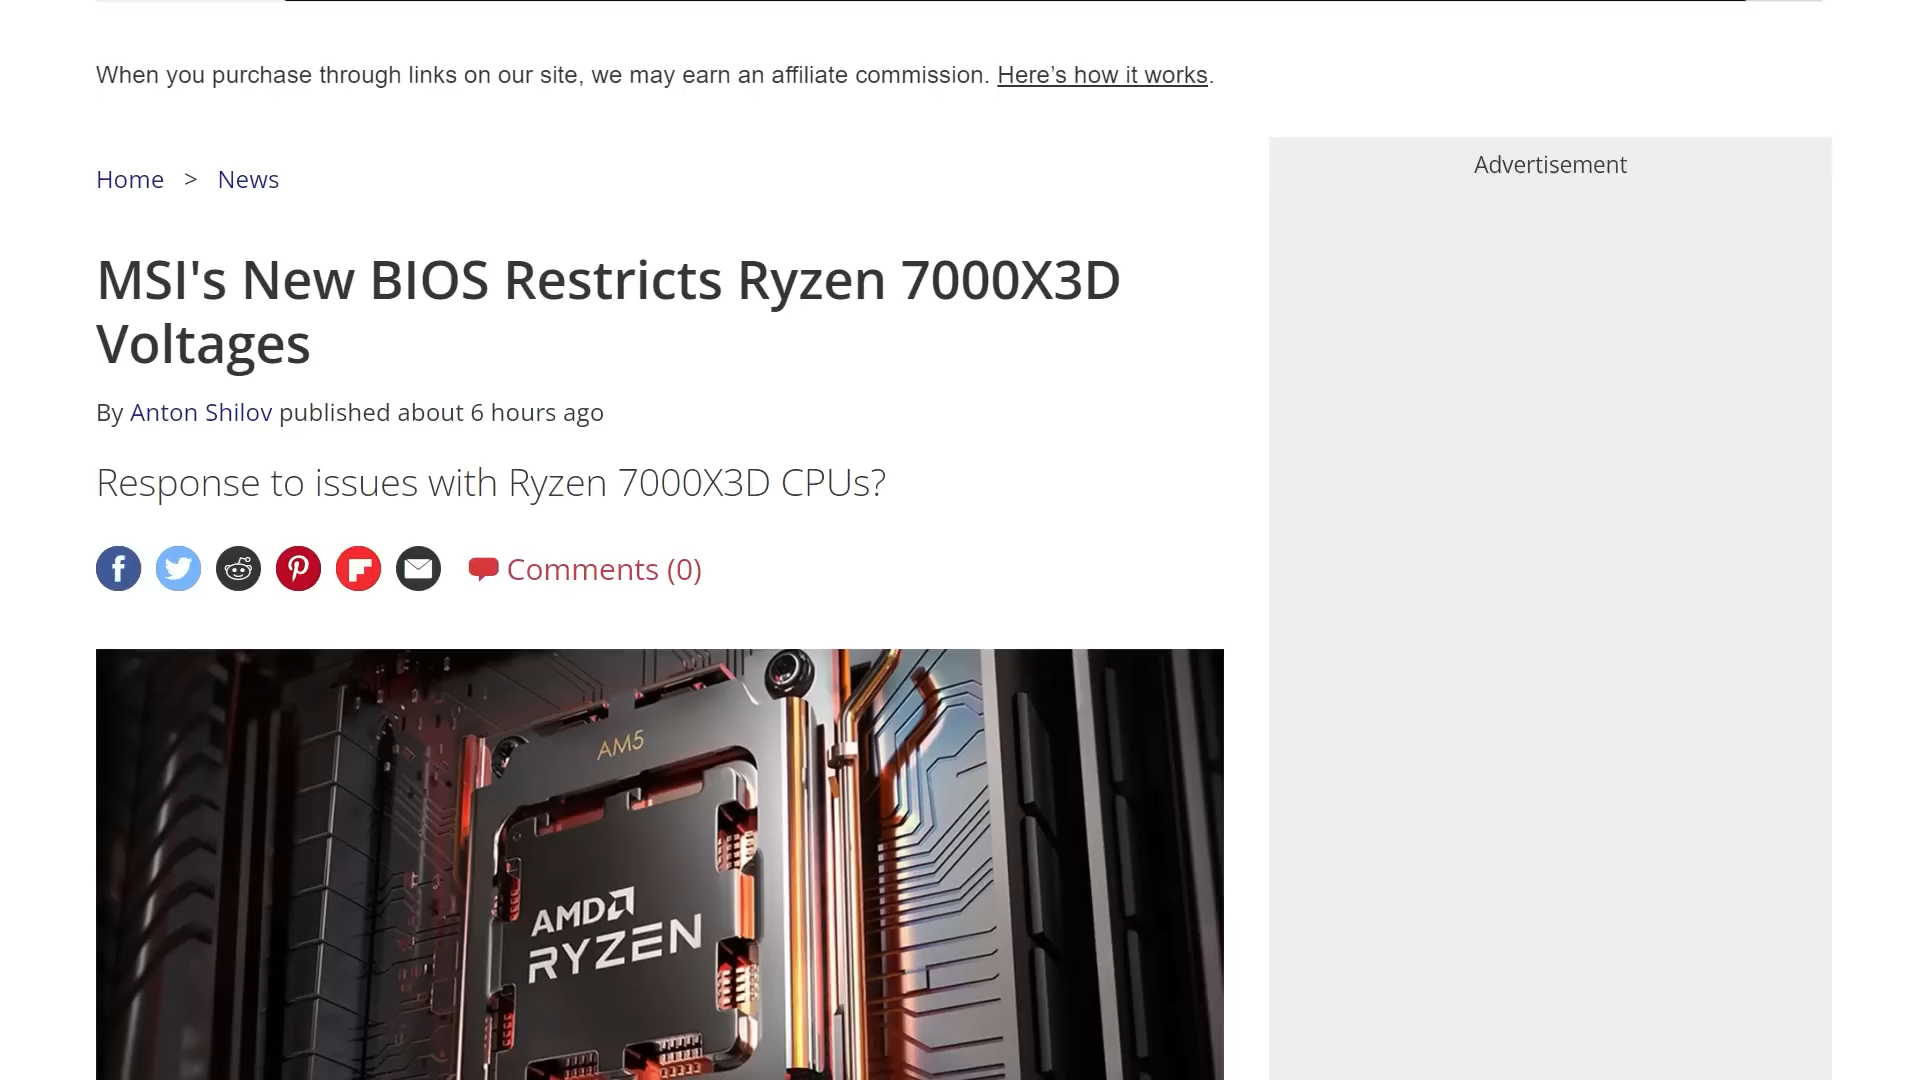 When you purchase through links on our site, we may earn an affiliate commission. Here’s how it works.
Advertisement
Home > News
MSI's New BIOS Restricts Ryzen 7000X3D
Voltages
By Anton Shilov published about 6 hours ago
Response to issues with Ryzen 7000X3D CPUs?
Comments (0)
AM5
AMD
RYZEN